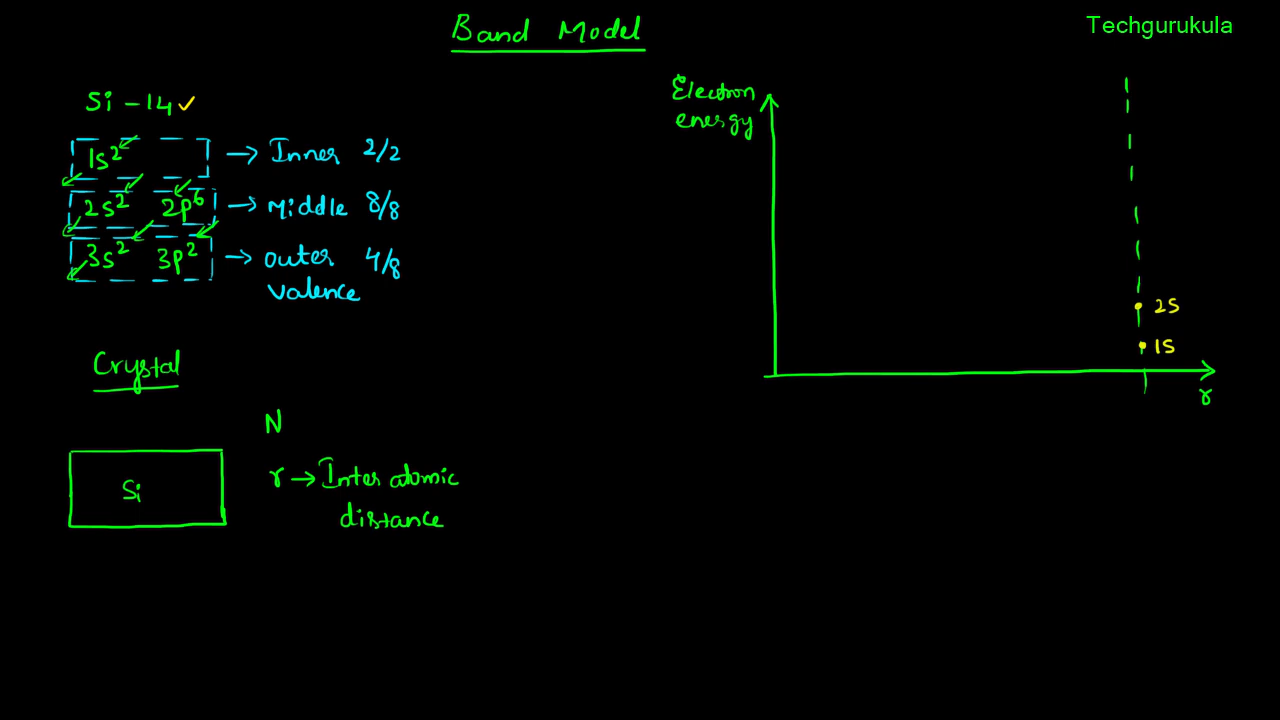 Band Model
Techgurukula
Si - 14 ✓
1s² → Inner 2/2
2s² 2p⁶ → Middle 8/8
3s² 3p² → outer 4/8
valence
Crystal
N
Si
r → Inter atomic
distance
Electron
energy
2S
1S
r